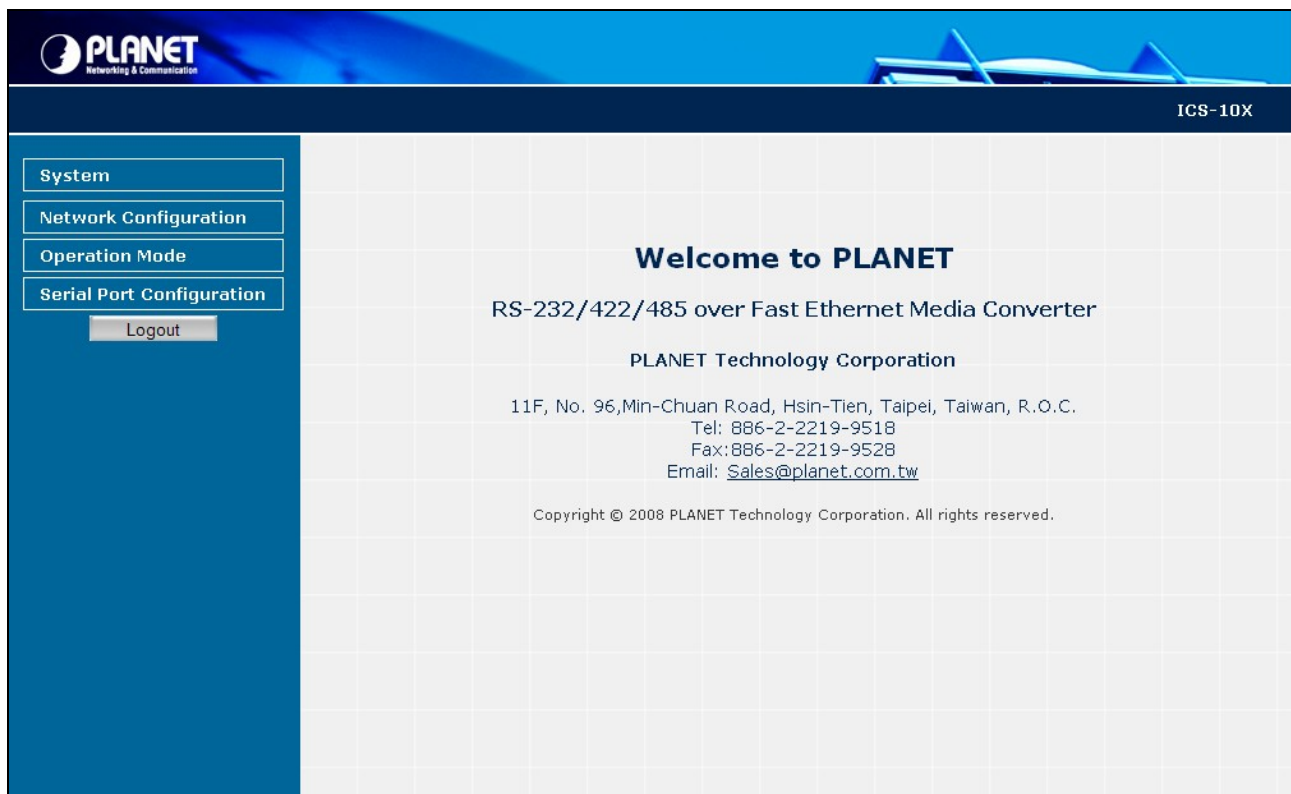 PLANET
Networking & Communication
ICS-10X
System
Network Configuration
Operation Mode
Serial Port Configuration
Logout
Welcome to PLANET
RS-232/422/485 over Fast Ethernet Media Converter
PLANET Technology Corporation
11F, No. 96,Min-Chuan Road, Hsin-Tien, Taipei, Taiwan, R.O.C.
Tel: 886-2-2219-9518
Fax:886-2-2219-9528
Email: Sales@planet.com.tw
Copyright © 2008 PLANET Technology Corporation. All rights reserved.